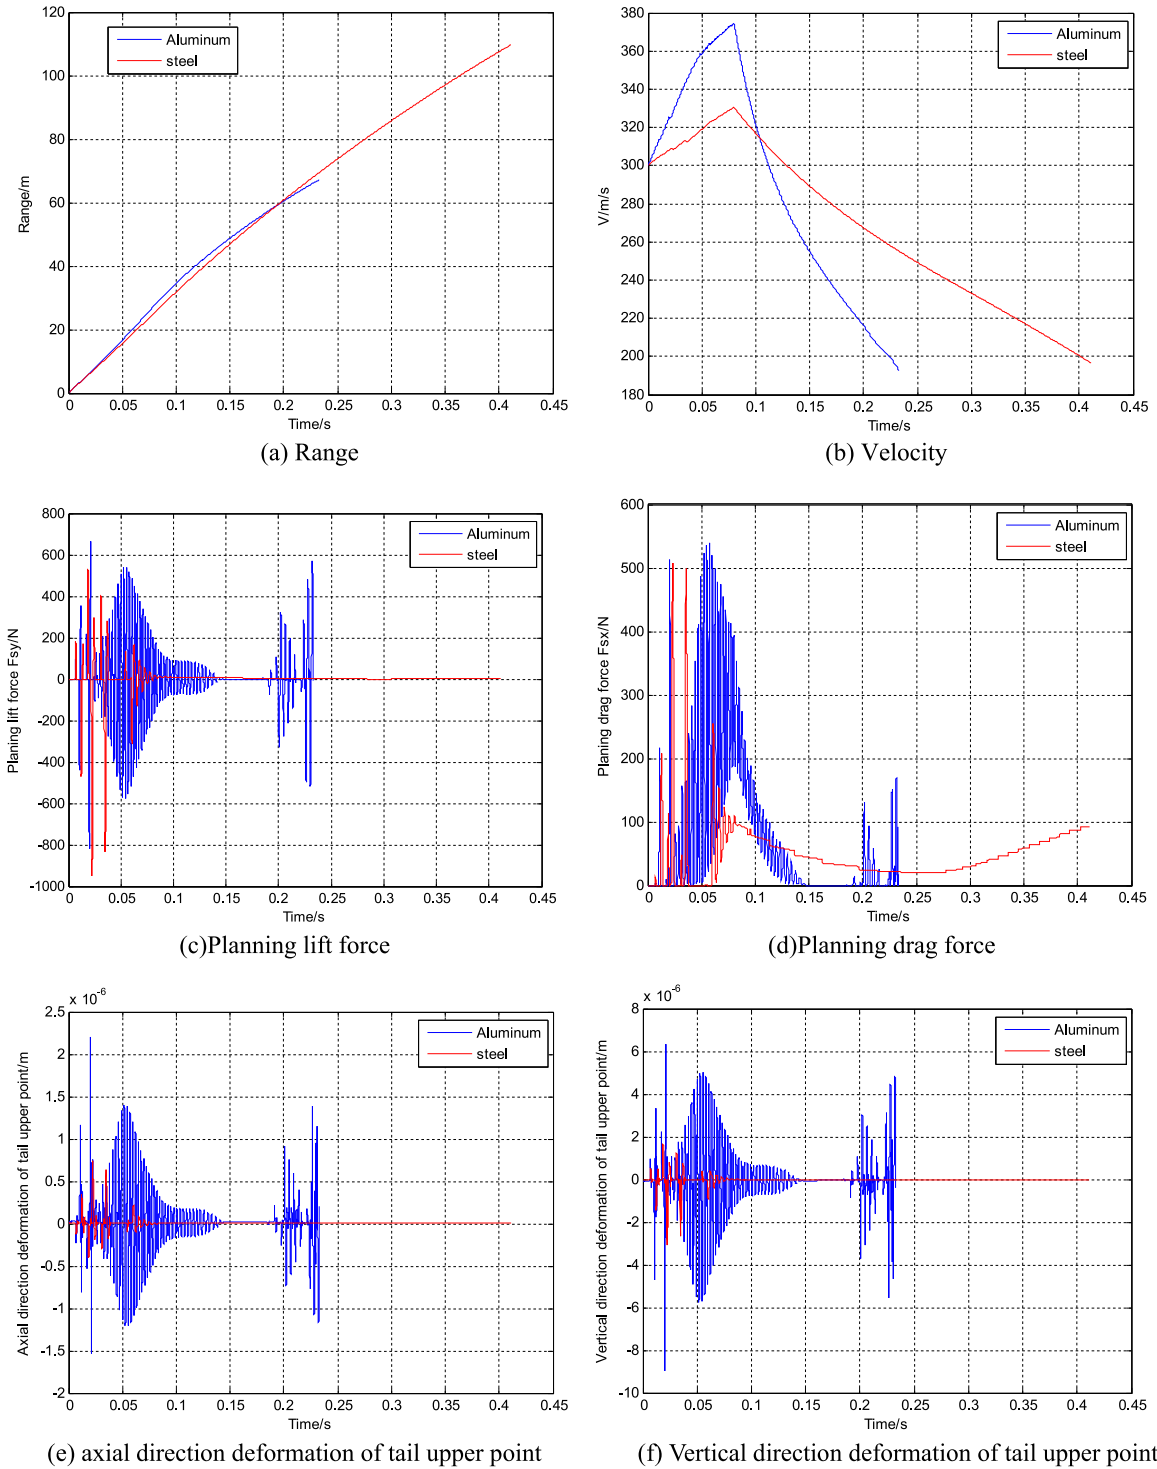 120
100
80
60
40
20
0
Range/m
Aluminum
steel
0 0.05 0.1 0.15 0.2 0.25 0.3 0.35 0.4 0.45
Time/s
(a) Range
380
360
340
320
300
280
260
240
220
200
180
V/m/s
Aluminum
steel
0 0.05 0.1 0.15 0.2 0.25 0.3 0.35 0.4 0.45
Time/s
(b) Velocity
800
600
400
200
0
-200
-400
-600
-800
-1000
Planing lift force Fsy/N
Aluminum
steel
0 0.05 0.1 0.15 0.2 0.25 0.3 0.35 0.4 0.45
Time/s
(c)Planning lift force
600
500
400
300
200
100
0
Planing drag force Fsx/N
Aluminum
steel
0 0.05 0.1 0.15 0.2 0.25 0.3 0.35 0.4 0.45
Time/s
(d)Planning drag force
x 10-6
2.5
2
1.5
1
0.5
0
-0.5
-1
-1.5
-2
Axial direction deformation of tail upper point/m
Aluminum
steel
0 0.05 0.1 0.15 0.2 0.25 0.3 0.35 0.4 0.45
Time/s
(e) axial direction deformation of tail upper point
x 10-6
8
6
4
2
0
-2
-4
-6
-8
-10
Vertical direction deformation of tail upper point/m
Aluminum
steel
0 0.05 0.1 0.15 0.2 0.25 0.3 0.35 0.4 0.45
Time/s
(f) Vertical direction deformation of tail upper point